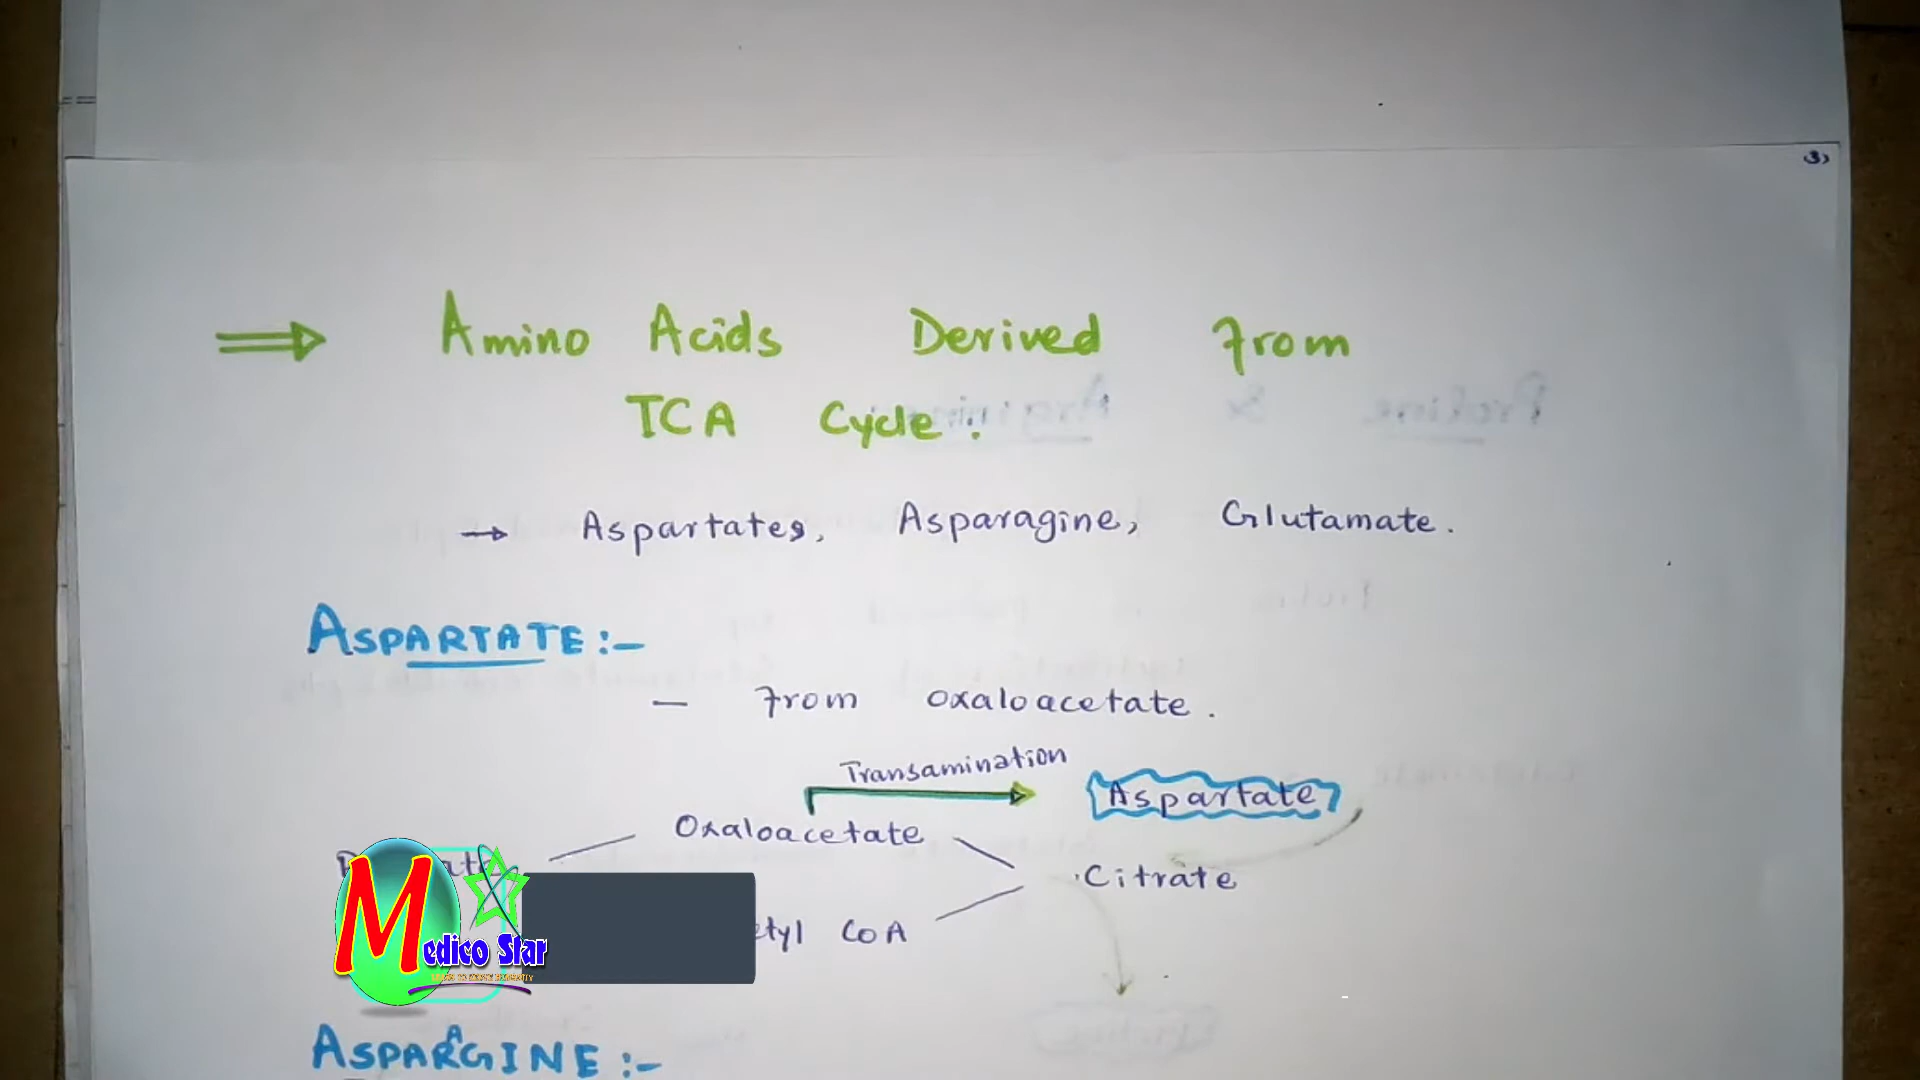 (3)
⇒ Amino Acids Derived From
TCA Cycle.
→ Aspartates, Asparagine, Glutamate.
ASPARTATE :-
— From oxaloacetate.
Transamination
Aspartate
Oxaloacetate
Citrate
CoA
Medico Star
ASPARAGINE :-